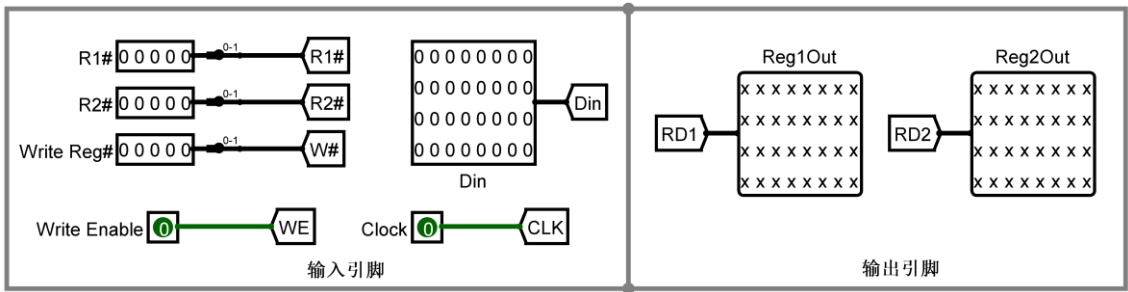 R1# 0 0 0 0 0 0-1 R1#
R2# 0 0 0 0 0 0-1 R2#
Write Reg# 0 0 0 0 0 0-1 W#
0 0 0 0 0 0 0 0
0 0 0 0 0 0 0 0
0 0 0 0 0 0 0 0
0 0 0 0 0 0 0 0
Din
Din
Write Enable 0 WE
Clock 0 CLK
输入引脚
Reg1Out
RD1
x x x x x x x x
x x x x x x x x
x x x x x x x x
x x x x x x x x
Reg2Out
RD2
x x x x x x x x
x x x x x x x x
x x x x x x x x
x x x x x x x x
输出引脚